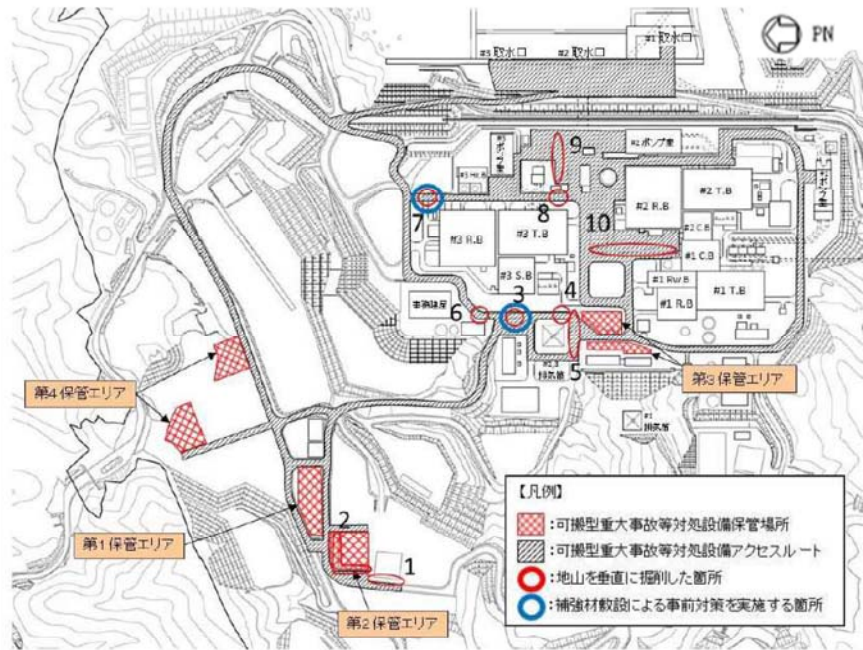 #1 取水口
#3 取水口
#2 取水口
PN
9
#2 ポンプ室
#3 Hx.B
7
8
10
#2 R.B
#2 T.B
#3 R.B
#3 T.B
#2 C.B
#1 C.B
#3 S.B
#1 Rw.B
#1 T.B
#1 R.B
事務建屋
6
3
4
5
排気筒
第3保管エリア
#1
排気筒
第4保管エリア
第1保管エリア
2
1
第2保管エリア
【凡例】
:可搬型重大事故等対処設備保管場所
:可搬型重大事故等対処設備アクセスルート
:地山を垂直に掘削した箇所
:補強材敷設による事前対策を実施する箇所